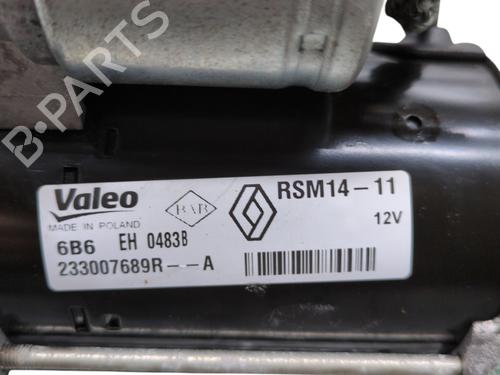 B-PARTS
Valeo
MADE IN POLAND
RSM14-11
12V
6B6 EH 0483B
233007689R--A